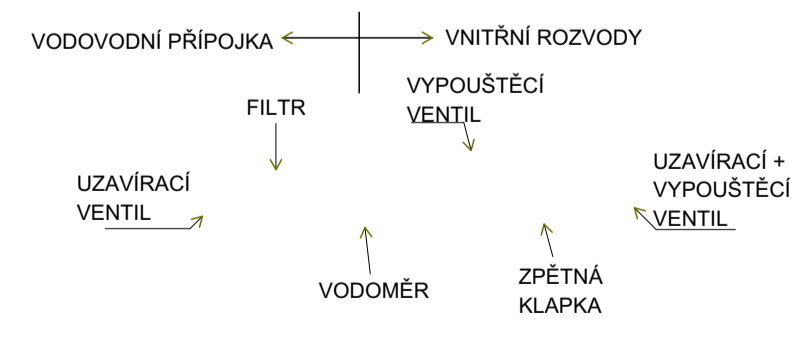 VODOVODNÍ PŘÍPOJKA
VNITŘNÍ ROZVODY
FILTR
VYPOUŠTĚCÍ
VENTIL
UZAVÍRACÍ
VENTIL
UZAVÍRACÍ +
VYPOUŠTĚCÍ
VENTIL
VODOMĚR
ZPĚTNÁ
KLAPKA